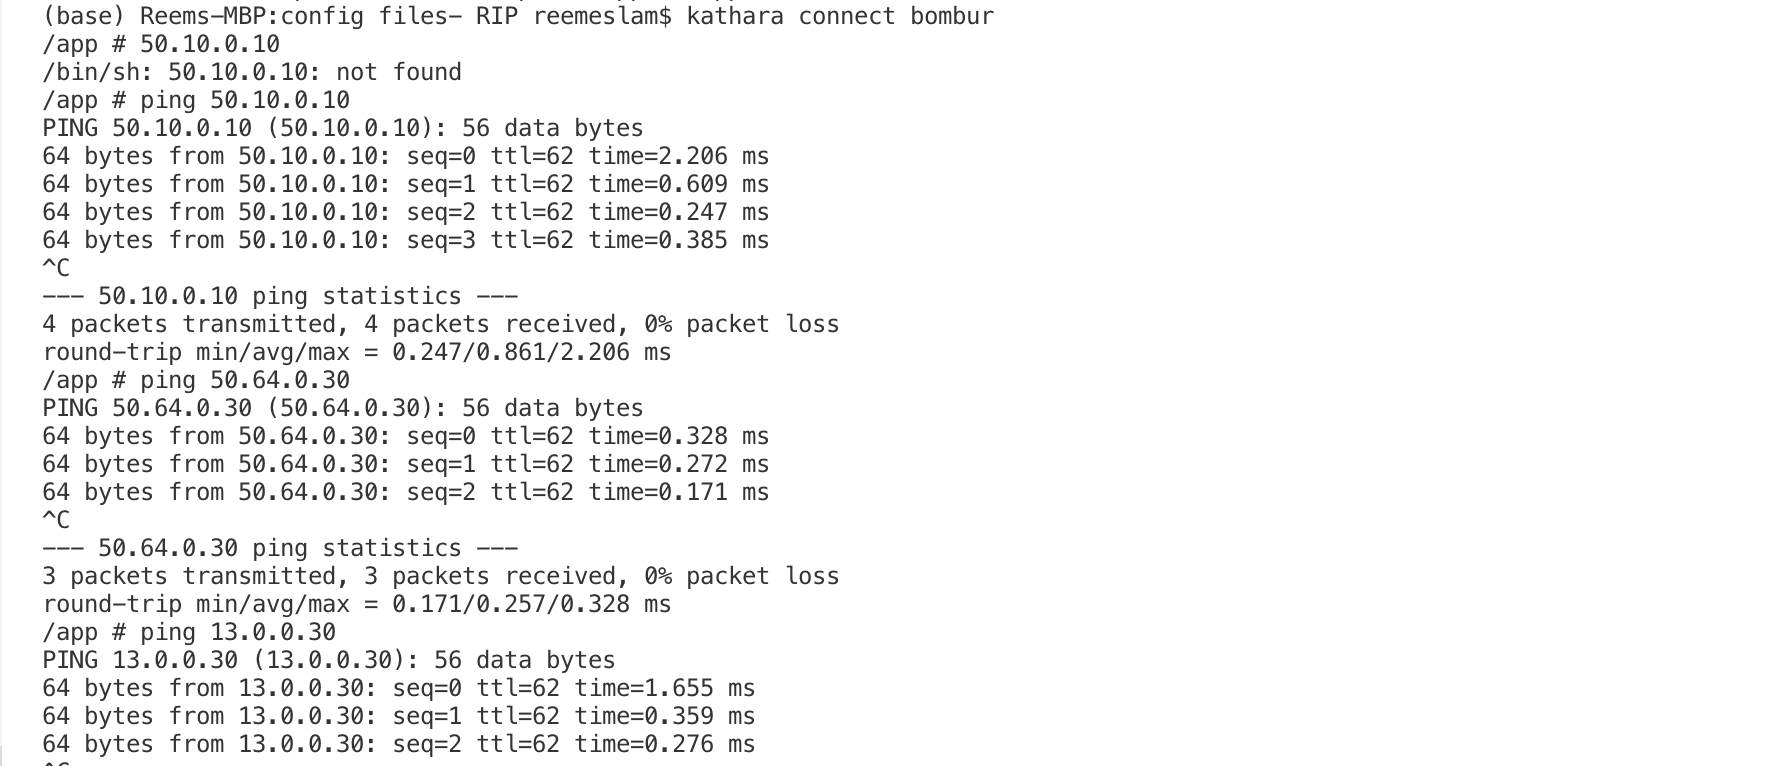 (base) Reems-MBP:config files- RIP reemeslam$ kathara connect bombur
/app # 50.10.0.10
/bin/sh: 50.10.0.10: not found
/app # ping 50.10.0.10
PING 50.10.0.10 (50.10.0.10): 56 data bytes
64 bytes from 50.10.0.10: seq=0 ttl=62 time=2.206 ms
64 bytes from 50.10.0.10: seq=1 ttl=62 time=0.609 ms
64 bytes from 50.10.0.10: seq=2 ttl=62 time=0.247 ms
64 bytes from 50.10.0.10: seq=3 ttl=62 time=0.385 ms
^C
--- 50.10.0.10 ping statistics ---
4 packets transmitted, 4 packets received, 0% packet loss
round-trip min/avg/max = 0.247/0.861/2.206 ms
/app # ping 50.64.0.30
PING 50.64.0.30 (50.64.0.30): 56 data bytes
64 bytes from 50.64.0.30: seq=0 ttl=62 time=0.328 ms
64 bytes from 50.64.0.30: seq=1 ttl=62 time=0.272 ms
64 bytes from 50.64.0.30: seq=2 ttl=62 time=0.171 ms
^C
--- 50.64.0.30 ping statistics ---
3 packets transmitted, 3 packets received, 0% packet loss
round-trip min/avg/max = 0.171/0.257/0.328 ms
/app # ping 13.0.0.30
PING 13.0.0.30 (13.0.0.30): 56 data bytes
64 bytes from 13.0.0.30: seq=0 ttl=62 time=1.655 ms
64 bytes from 13.0.0.30: seq=1 ttl=62 time=0.359 ms
64 bytes from 13.0.0.30: seq=2 ttl=62 time=0.276 ms